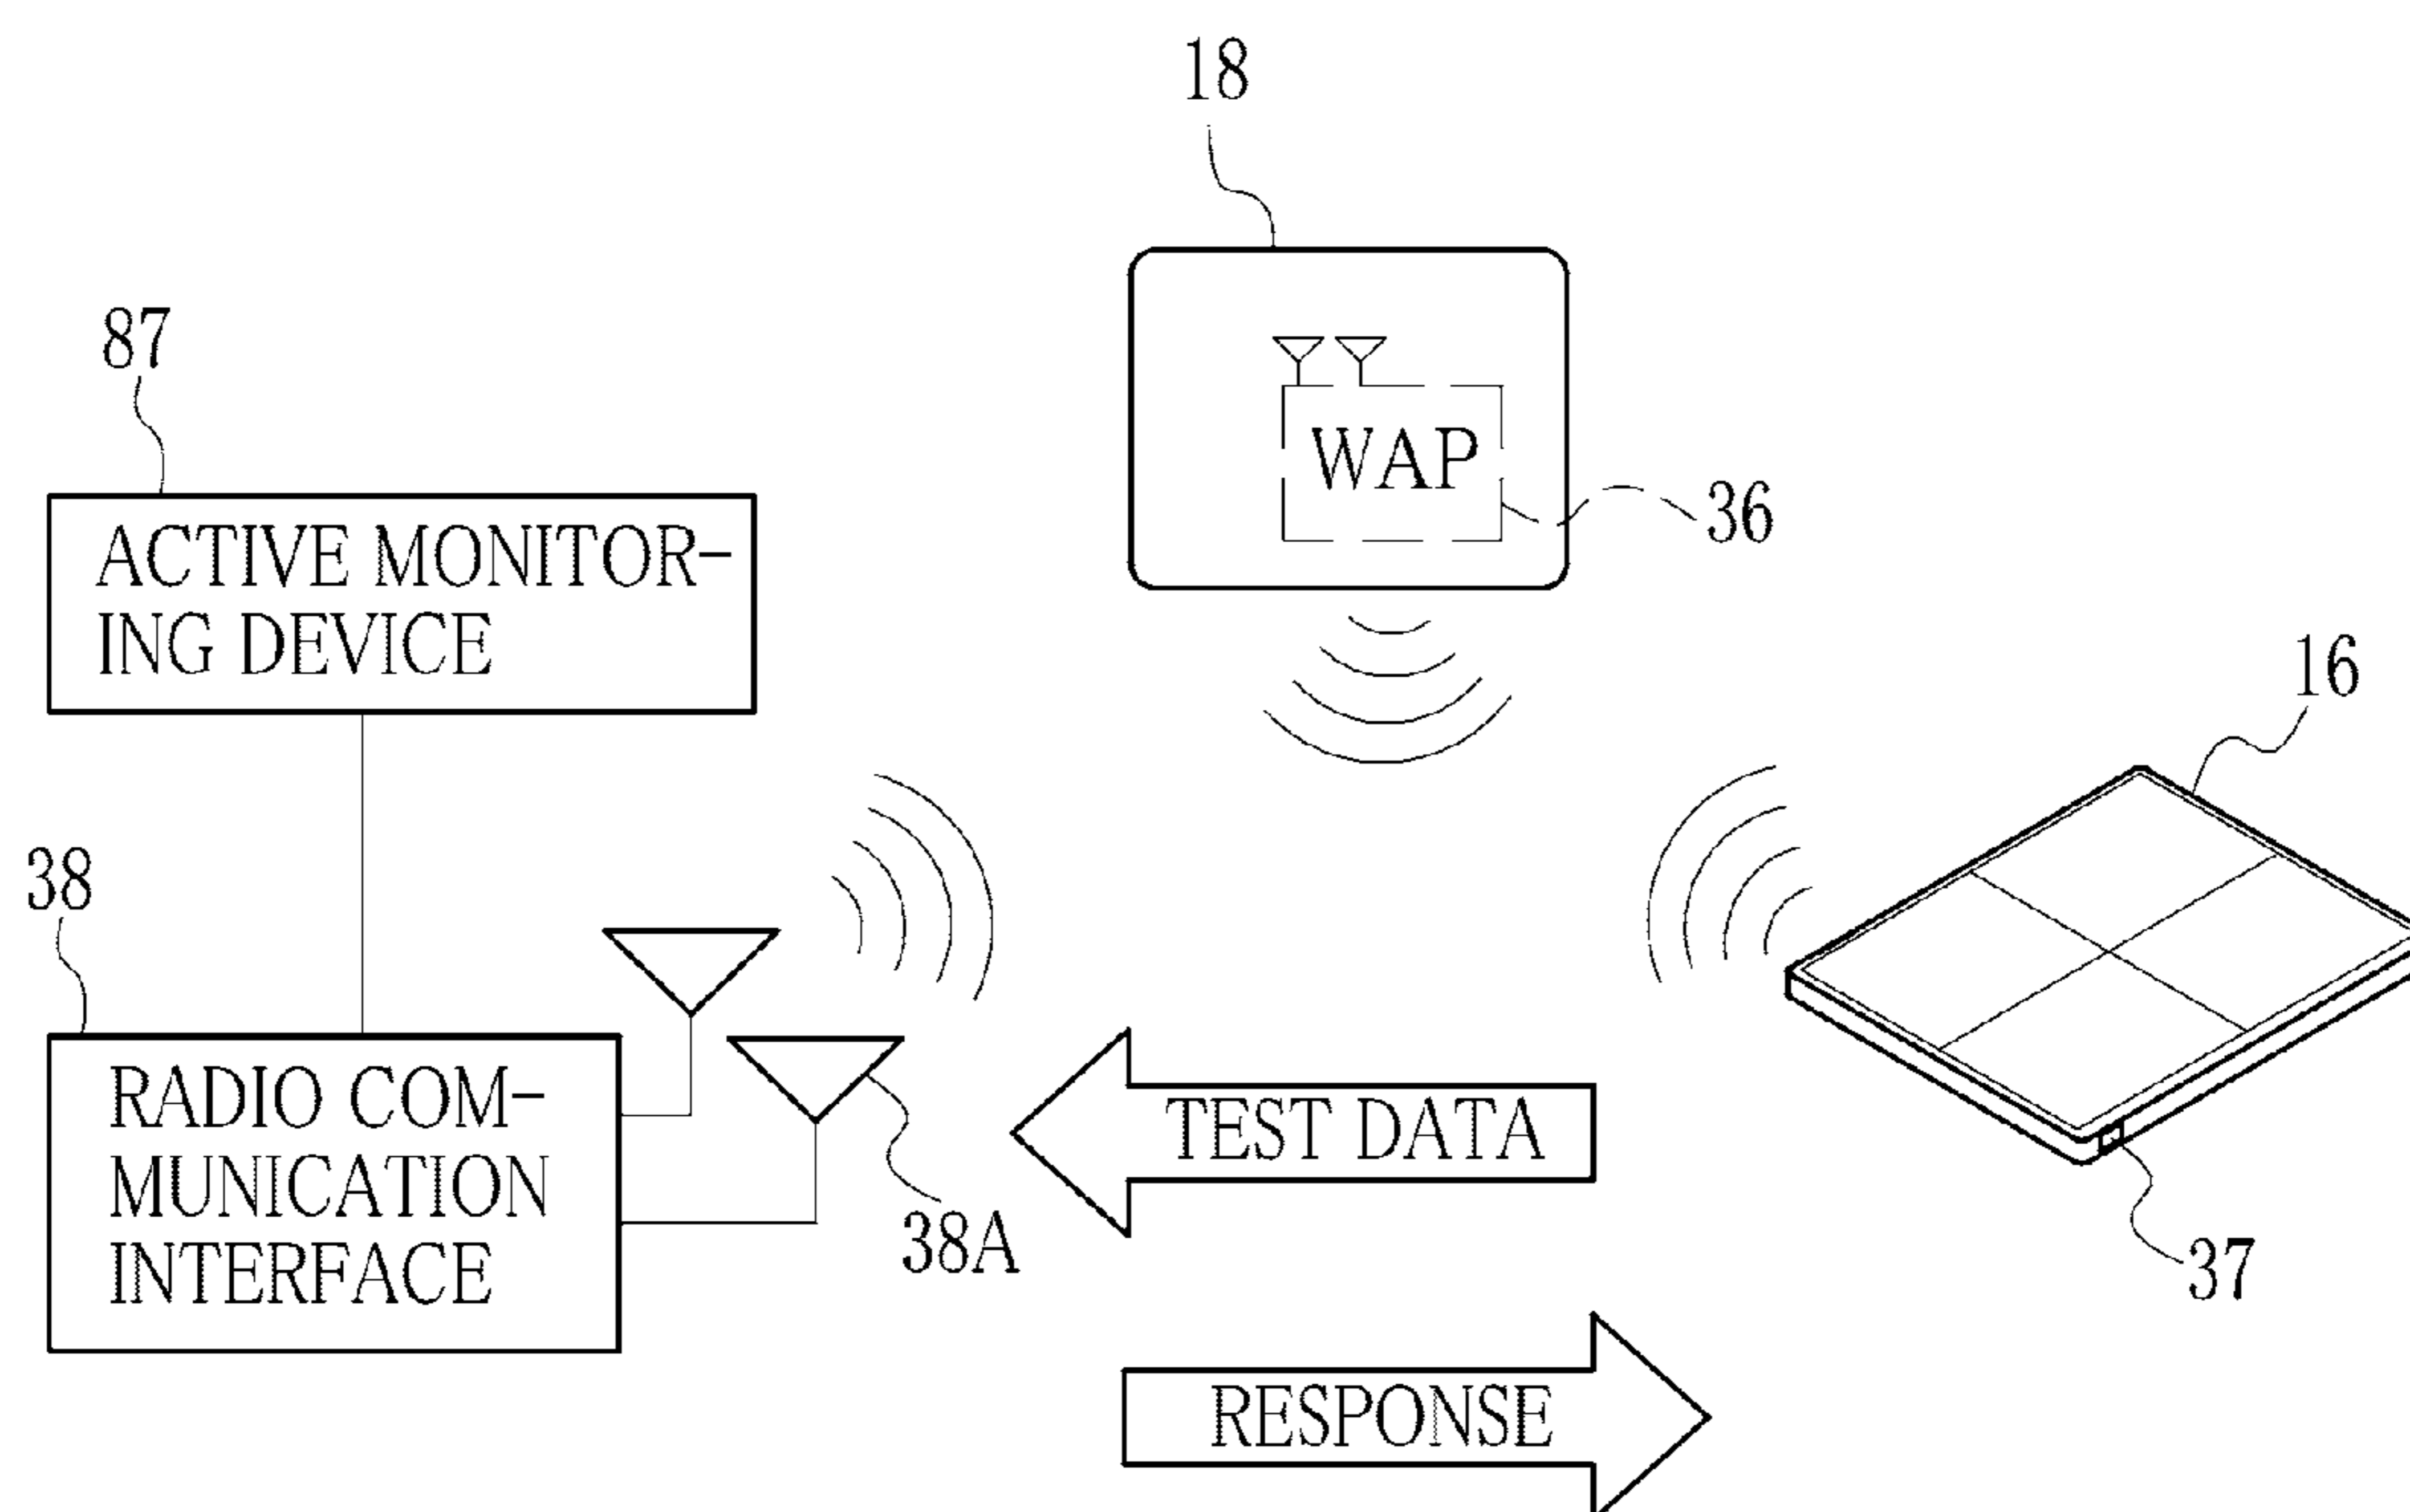 18
87
WAP
36
ACTIVE MONITOR-
ING DEVICE
16
38
RADIO COM-
MUNICATION
INTERFACE
TEST DATA
38A
37
RESPONSE